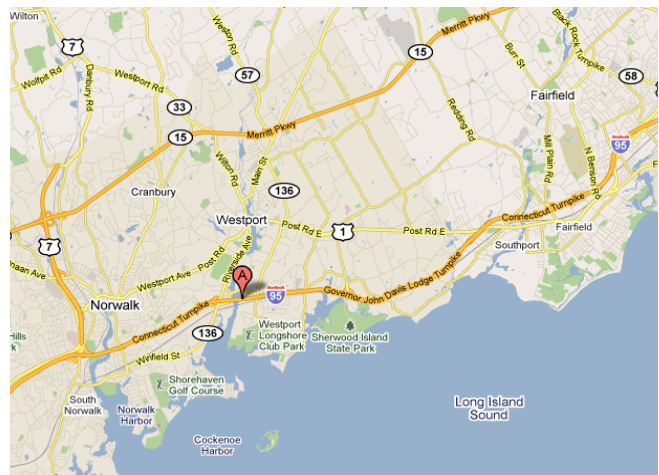 Wilton
7
Weston Rd
15
Merritt Pkwy
Burr St
Black Rock Turnpike
Wolfpit Rd
Danbury Rd
Westport Rd
57
58
Fairfield
33
Redding Rd
15
Merritt Pkwy
95
Wilton Rd
Main St
Mill Plain Rd
N Benson Rd
Cranbury
136
Connecticut Turnpike
Westport
Post Rd E
1
Post Rd E
Fairfield
Southport
7
Riverside Ave
Westport Ave
Post Rd
A
95
Governor John Davis Lodge Turnpike
Norwalk
Connecticut Turnpike
136
Westport
Longshore
Club Park
Sherwood Island
State Park
Hills
Winfield St
Shorehaven
Golf Course
South
Norwalk
Norwalk
Harbor
Long Island
Sound
Cockenoe
Harbor